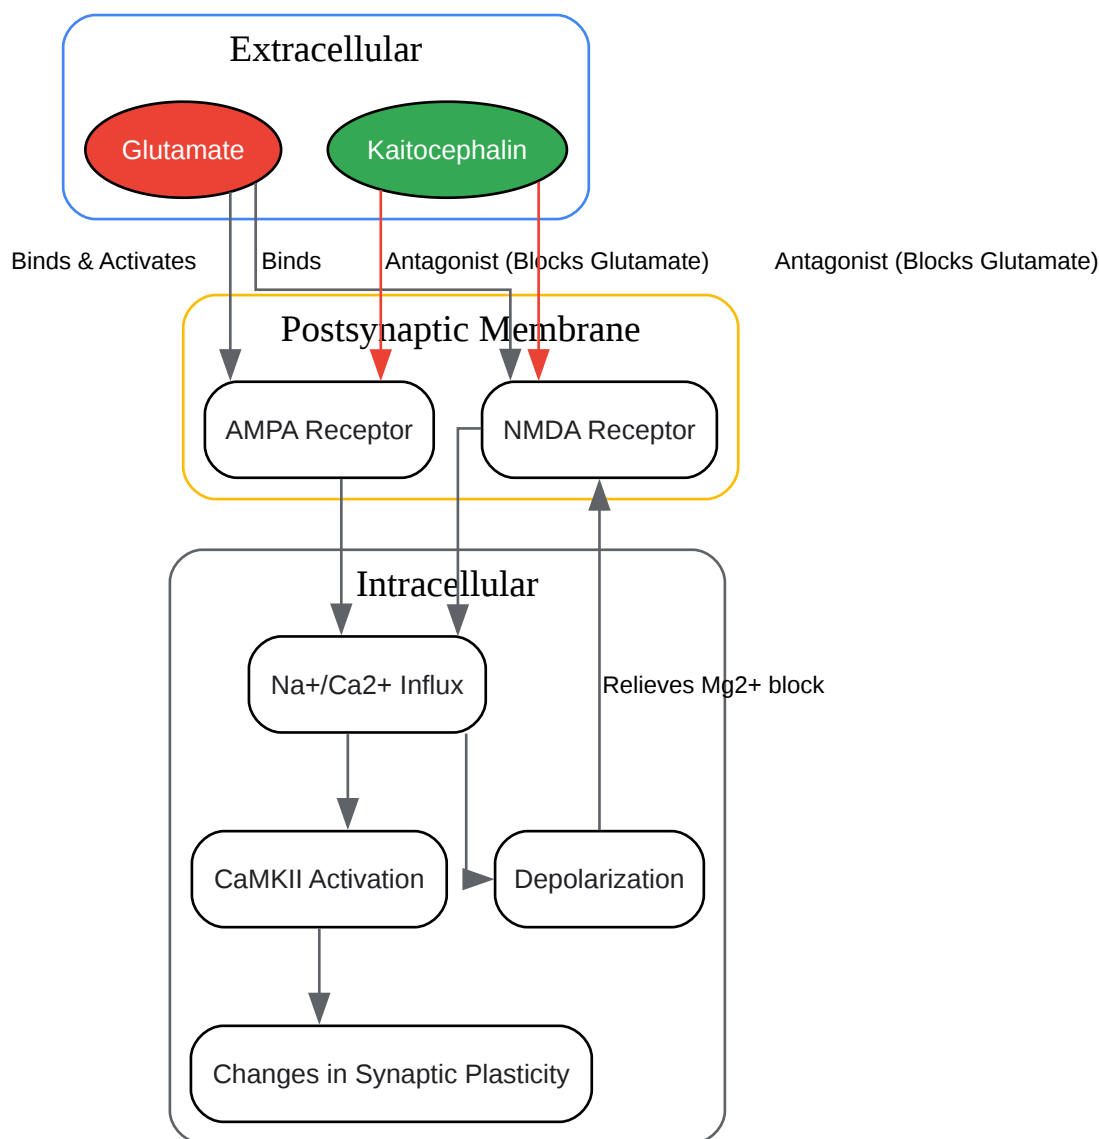 Extracellular
Glutamate
Kaitocephalin
Binds & Activates
Binds
Antagonist (Blocks Glutamate)
Antagonist (Blocks Glutamate)
Postsynaptic Membrane
AMPA Receptor
NMDA Receptor
Intracellular
Na+/Ca2+ Influx
Relieves Mg2+ block
CaMKII Activation
Depolarization
Changes in Synaptic Plasticity